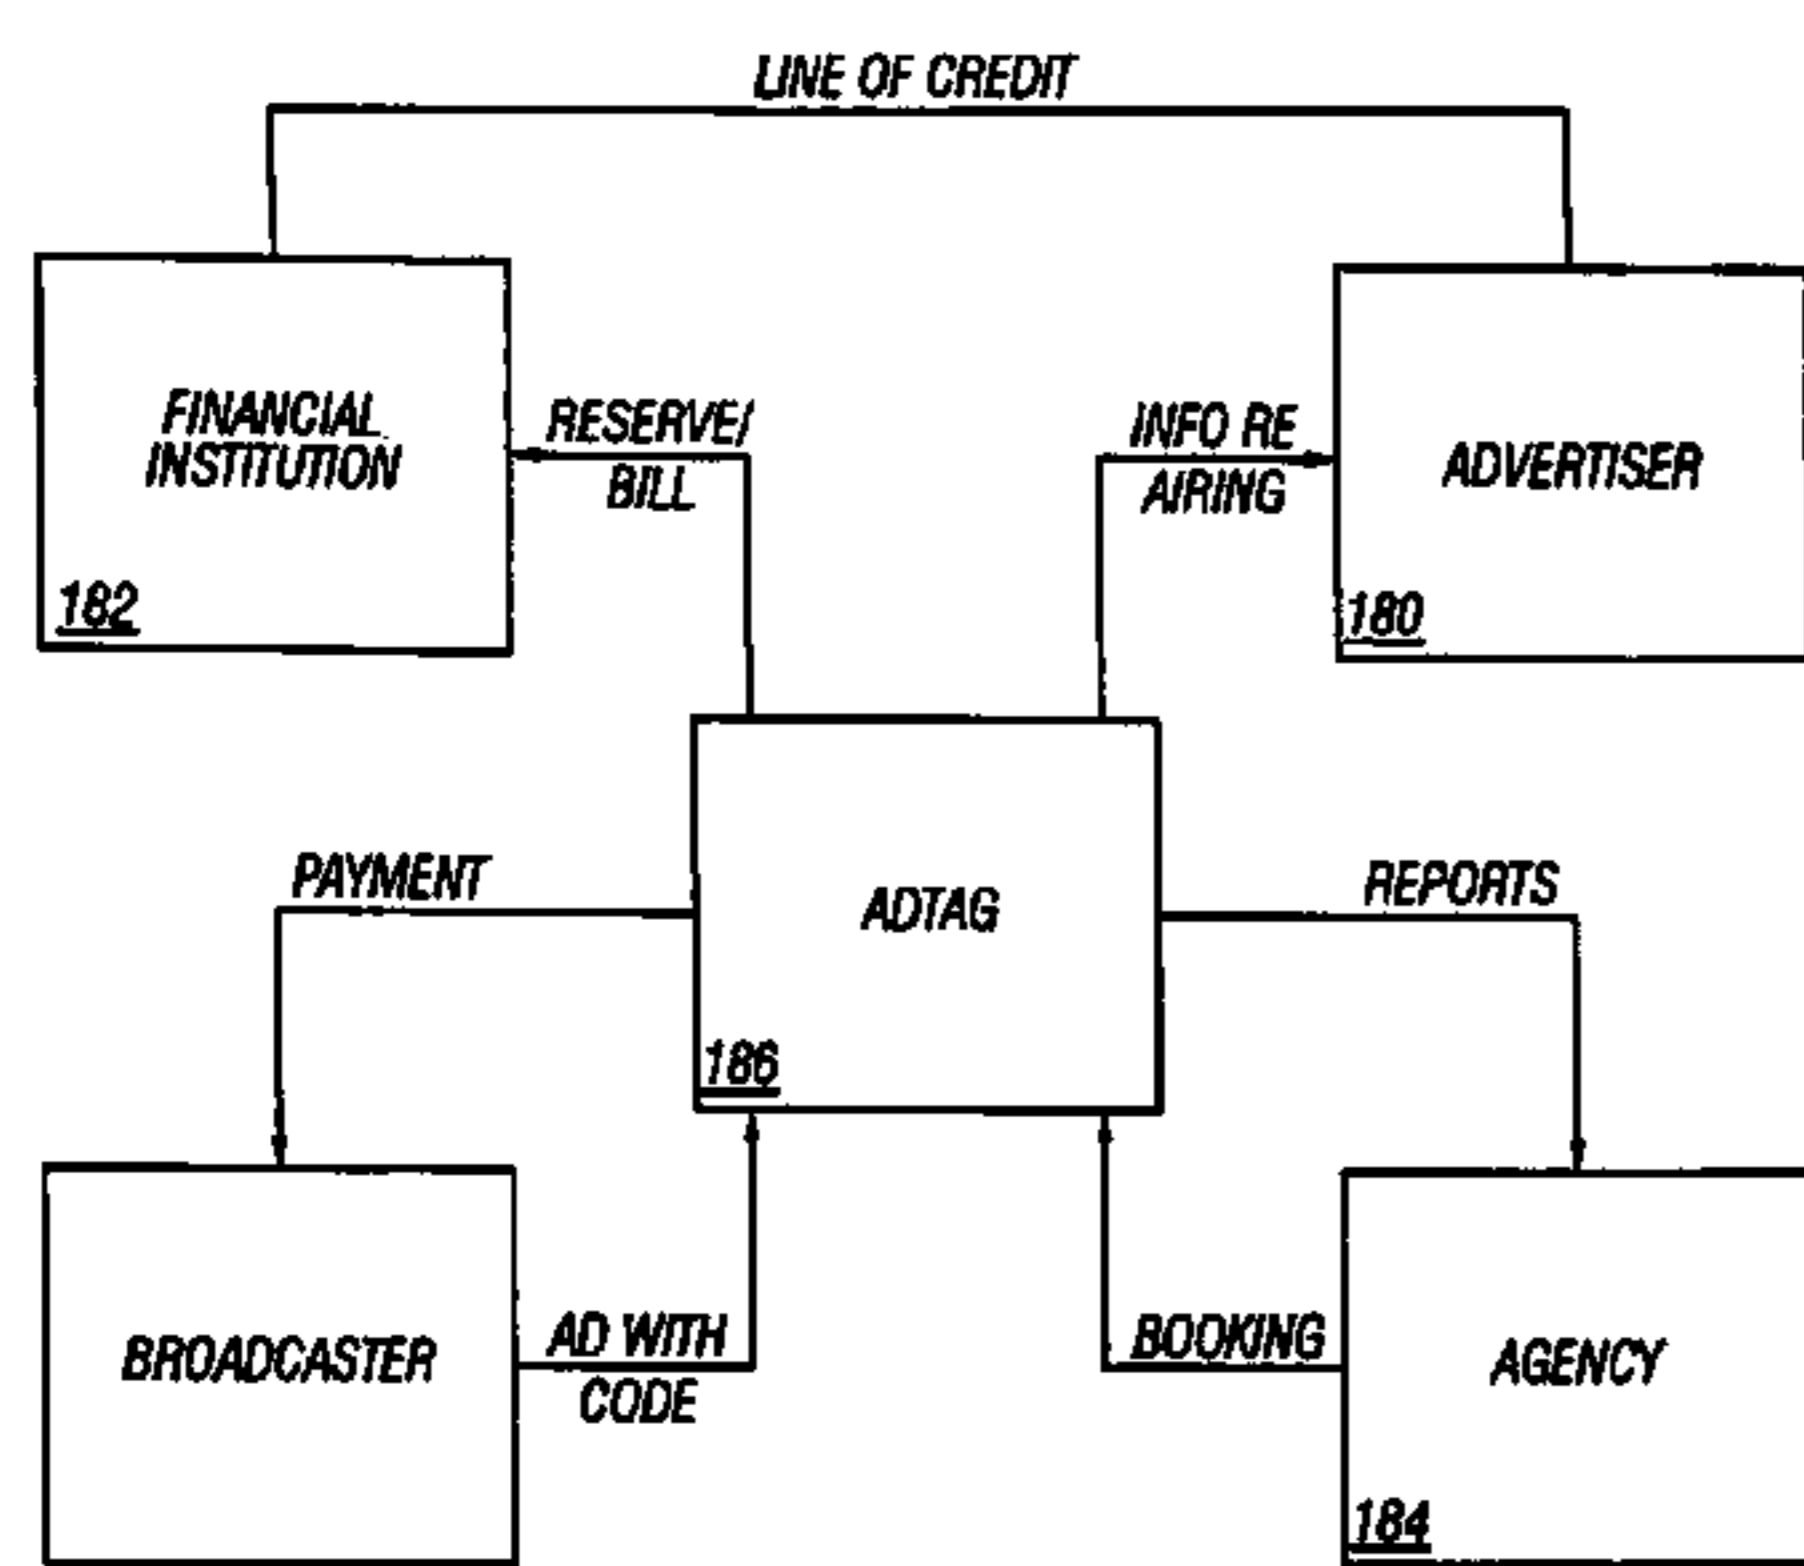 LINE OF CREDIT
FINANCIAL
INSTITUTION
182
RESERVE/
BILL
INFO RE
AIRING
ADVERTISER
180
PAYMENT
ADTAG
186
REPORTS
BROADCASTER
AD WITH
CODE
BOOKING
AGENCY
184